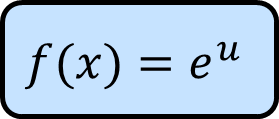 f(x) = e^u